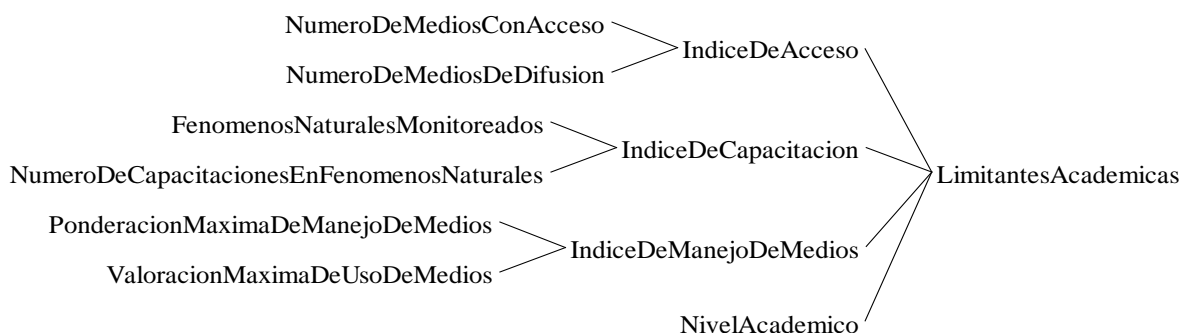 NumeroDeMediosConAcceso
IndiceDeAcceso
NumeroDeMediosDeDifusion
FenomenosNaturalesMonitoreados
IndiceDeCapacitacion
NumeroDeCapacitacionesEnFenomenosNaturales
LimitantesAcademicas
PonderacionMaximaDeManejoDeMedios
IndiceDeManejoDeMedios
ValoracionMaximaDeUsoDeMedios
NivelAcademico